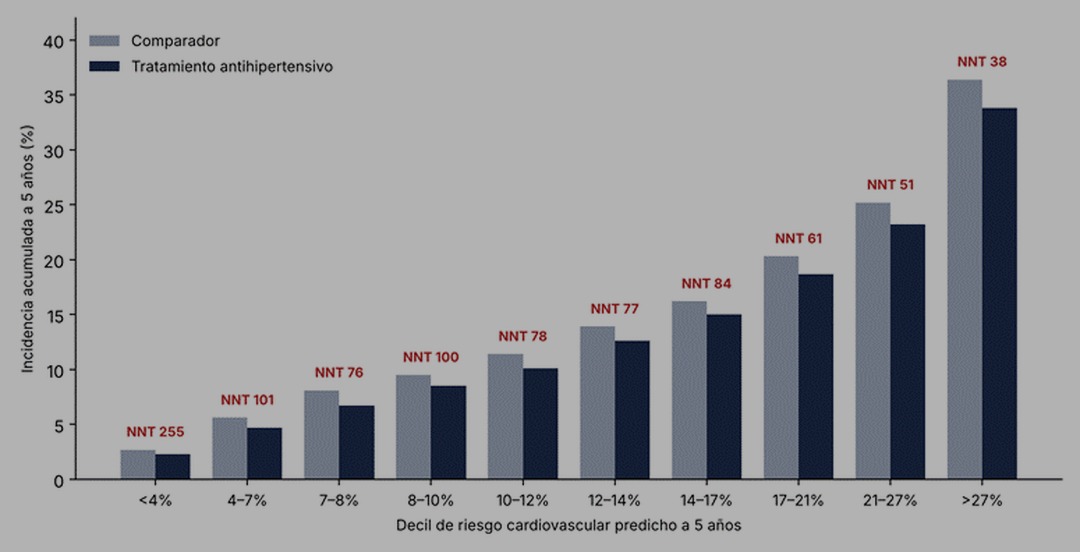 Comparador
Tratamiento antihipertensivo
Incidencia acumulada a 5 años (%)
40
35
30
25
20
15
10
5
0
NNT 255
NNT 101
NNT 76
NNT 100
NNT 78
NNT 77
NNT 84
NNT 61
NNT 51
NNT 38
<4% 4–7% 7–8% 8–10% 10–12% 12–14% 14–17% 17–21% 21–27% >27%
Decil de riesgo cardiovascular predicho a 5 años